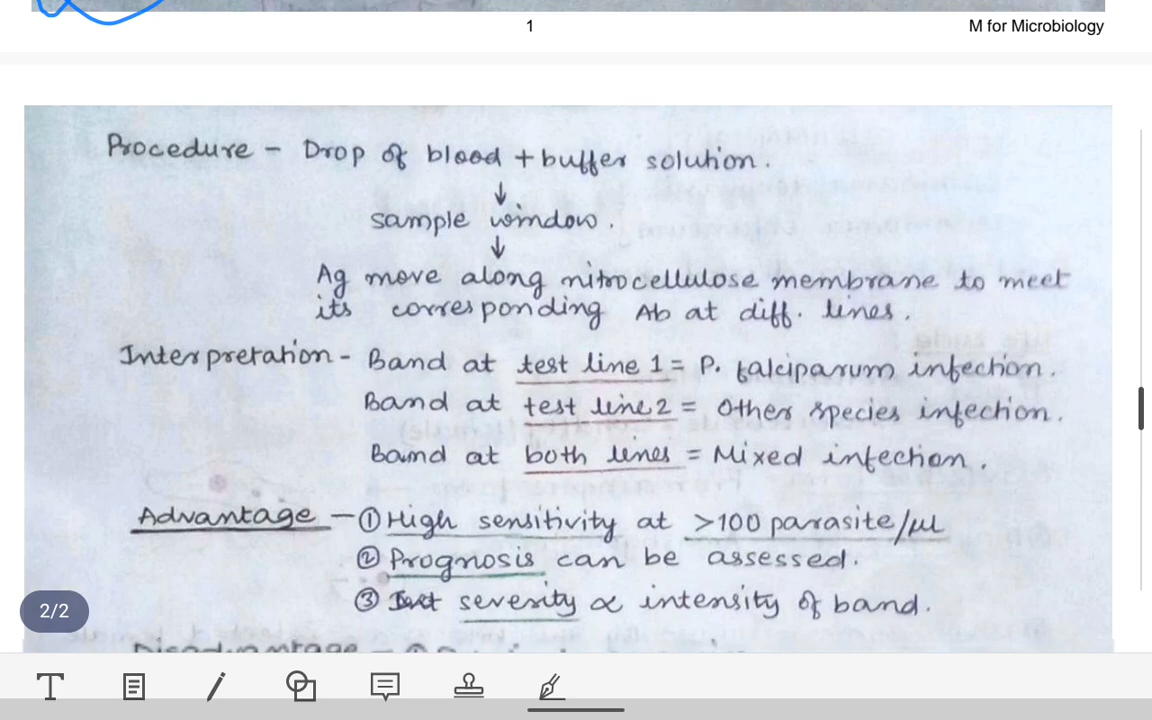 1
M for Microbiology
Procedure - Drop of blood + buffer solution.
↓
sample window.
↓
Ag move along nitrocellulose membrane to meet
its corresponding Ab at diff. lines.
Interpretation - Band at test line 1 = P. falciparum infection.
Band at test line 2 = Other species infection.
Band at both lines = Mixed infection.
Advantage - ① High sensitivity at >100 parasite/µL
② Prognosis can be assessed.
③ severity ∝ intensity of band.
2/2
T